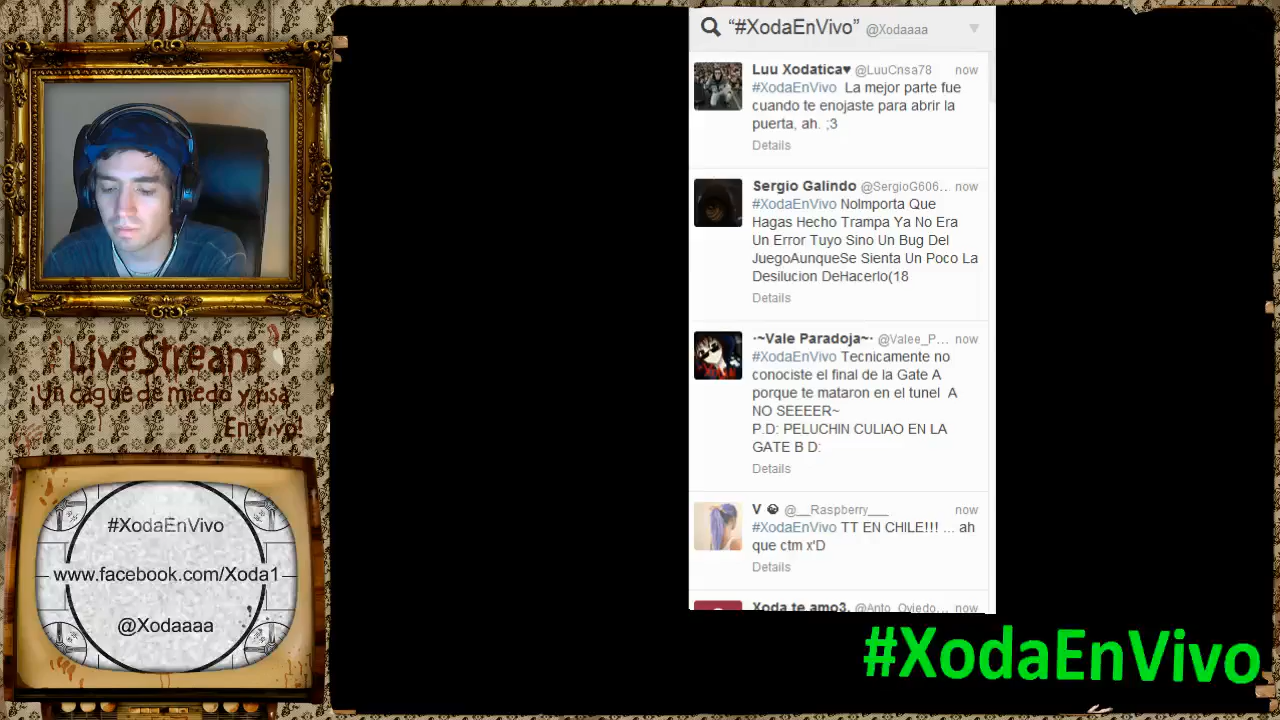 XODA..
LiveStream
¡Un toque de miedo y risa
En Vivo!
#XodaEnVivo
www.facebook.com/Xoda1
@Xodaaaa
“#XodaEnVivo” @Xodaaaa
Luu Xodatica♥ @LuuCnsa78 now
#XodaEnVivo La mejor parte fue
cuando te enojaste para abrir la
puerta, ah. ;3
Details
Sergio Galindo @SergioG606... now
#XodaEnVivo NoImporta Que
Hagas Hecho Trampa Ya No Era
Un Error Tuyo Sino Un Bug Del
JuegoAunqueSe Sienta Un Poco La
Desilucion DeHacerlo(18
Details
·~Vale Paradoja~· @Valee_P... now
#XodaEnVivo Tecnicamente no
conociste el final de la Gate A
porque te mataron en el tunel A
NO SEEEER~
P.D: PELUCHIN CULIAO EN LA
GATE B D:
Details
V @__Raspberry___ now
#XodaEnVivo TT EN CHILE!!! ... ah
que ctm x'D
Details
Xoda te amo3. @Anto_Oviedo... now
#XodaEnVivo